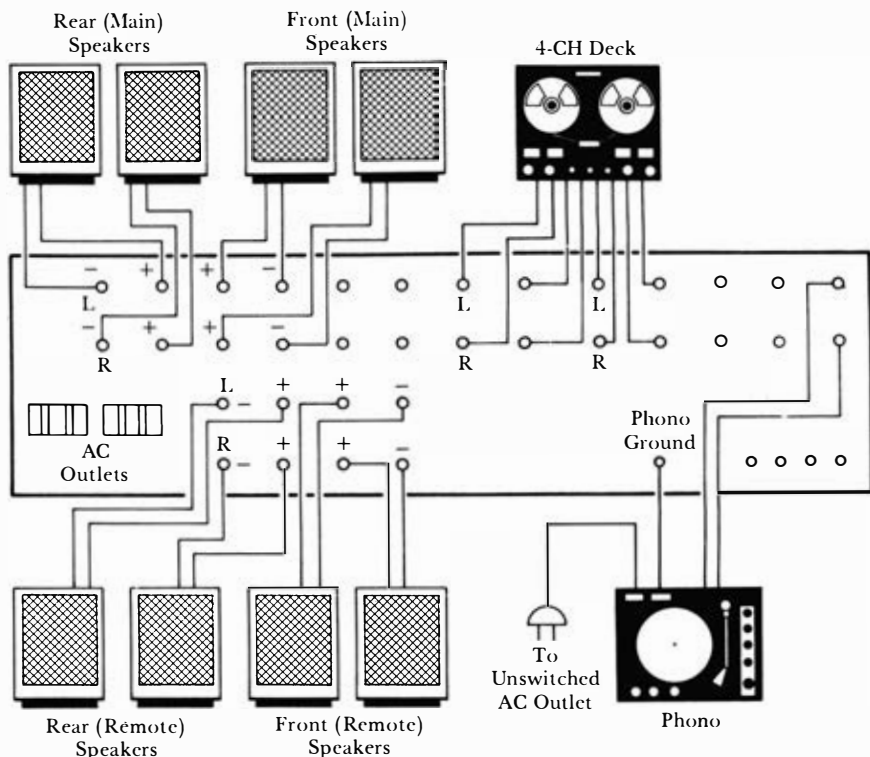 Rear (Main)
Speakers
Front (Main)
Speakers
4-CH Deck
- + + -
L L L
- + + -
R R R
L + + -
-
AC
Outlets
Phono
Ground
R + + -
-
To
Unswitched
AC Outlet
Phono
Rear (Remote)
Speakers
Front (Remote)
Speakers